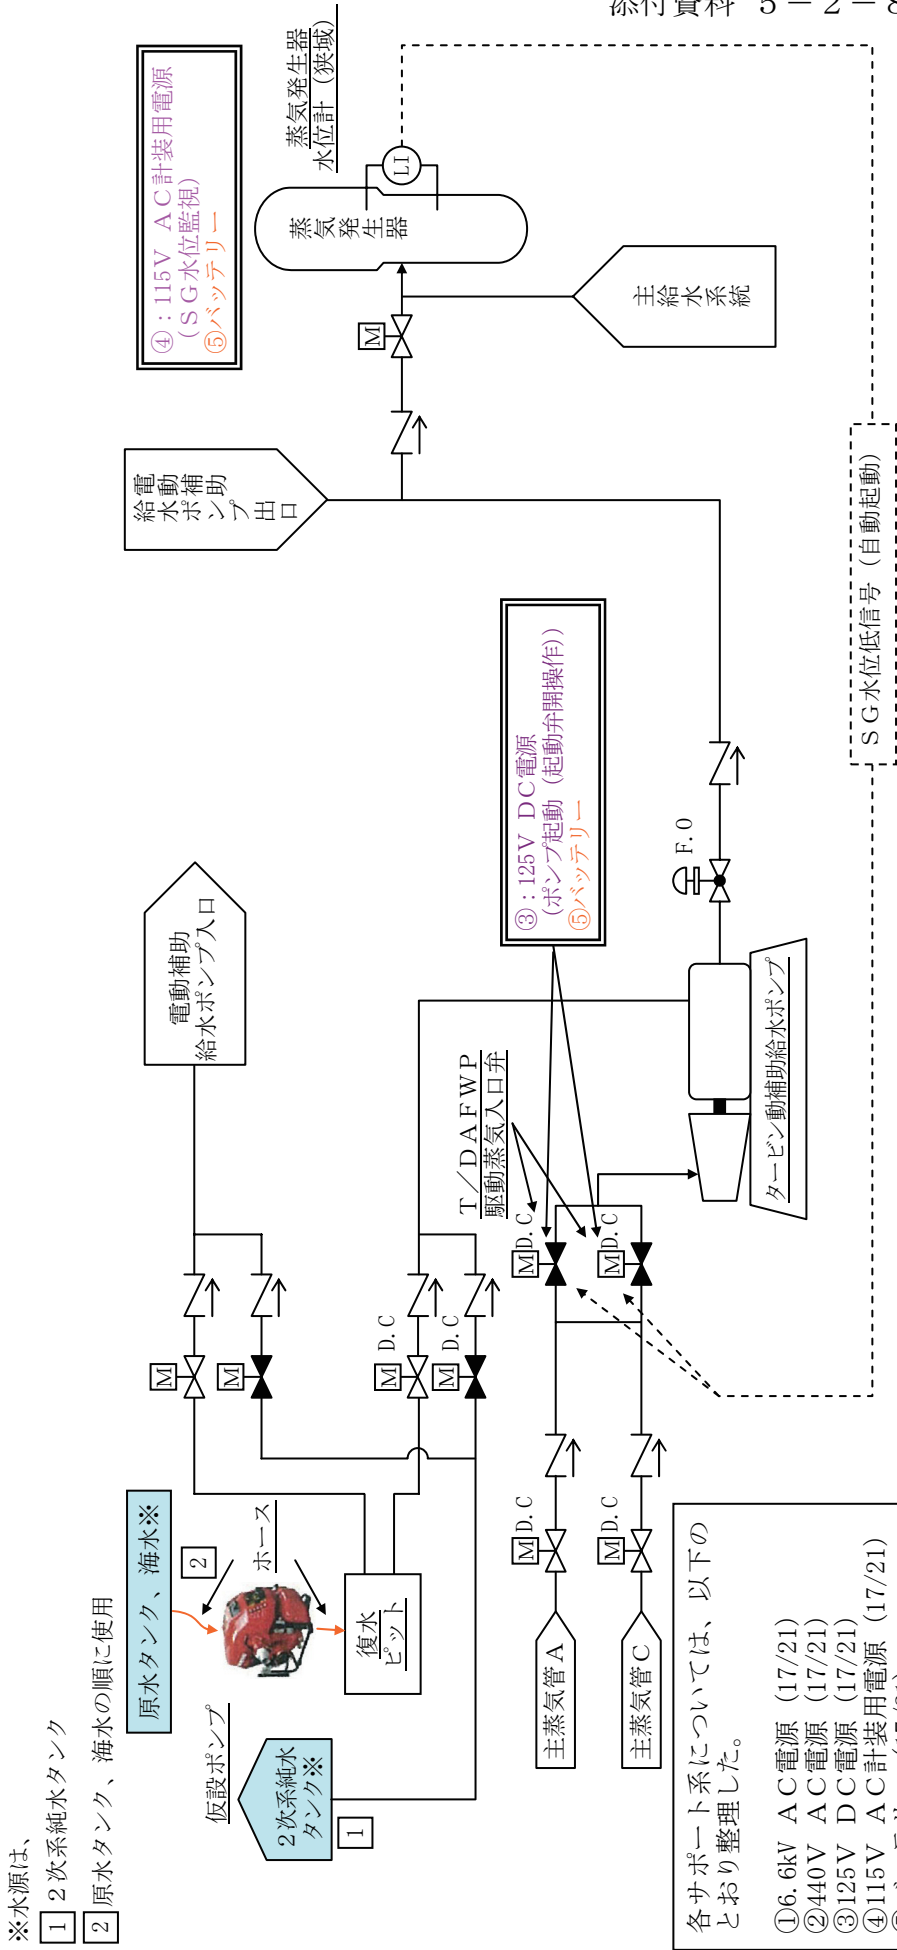 添付資料 5－2－8
※水源は、
1 2次系純水タンク
2 原水タンク、海水の順に使用
原水タンク、海水※
2
ホース
仮設ポンプ
復水
ピット
2次系純水
タンク※
1
電動補助
給水ポンプ入口
M
M
M
D.C
M
D.C
T／DAFWP
駆動蒸気入口弁
M
D.C
M
D.C
M
D.C
M
D.C
主蒸気管A
主蒸気管C
タービン動補助給水ポンプ
F.O
③：125V DC電源
(ポンプ起動（起動弁開操作）)
⑤バッテリー
電動補助
給水ポンプ出口
④：115V AC計装用電源
（SG水位監視）
⑤バッテリー
蒸気発生器
水位計（狭域）
LI
蒸気発生器
M
主給水系統
SG水位低信号（自動起動）
各サポート系については、以下の
とおり整理した。
①6.6kV AC電源（17/21）
②440V AC電源（17/21）
③125V DC電源（17/21）
④115V AC計装用電源（17/21）